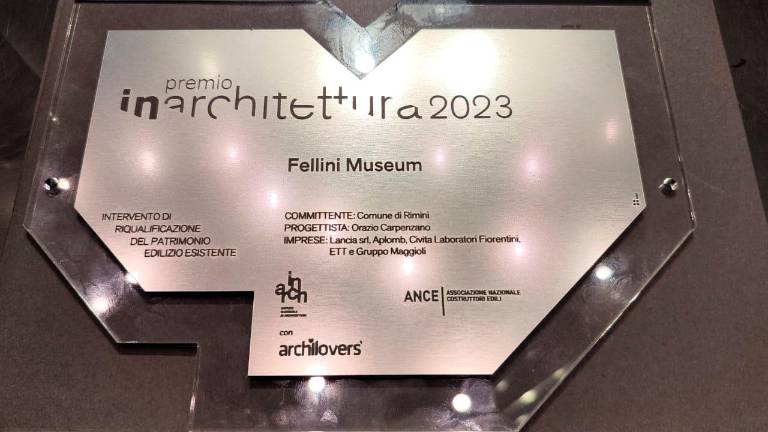 premio
inarchitettura 2023
Fellini Museum
INTERVENTO DI
RIQUALIFICAZIONE
DEL PATRIMONIO
EDILIZIO ESISTENTE
COMMITTENTE: Comune di Rimini
PROGETTISTA: Orazio Carpenzano
IMPRESE: Lancia srl, Aplomb, Civita Laboratori Fiorentini,
ETT e Gruppo Maggioli
in
arch
ANCE
ASSOCIAZIONE NAZIONALE
COSTRUTTORI EDILI
con
archilovers